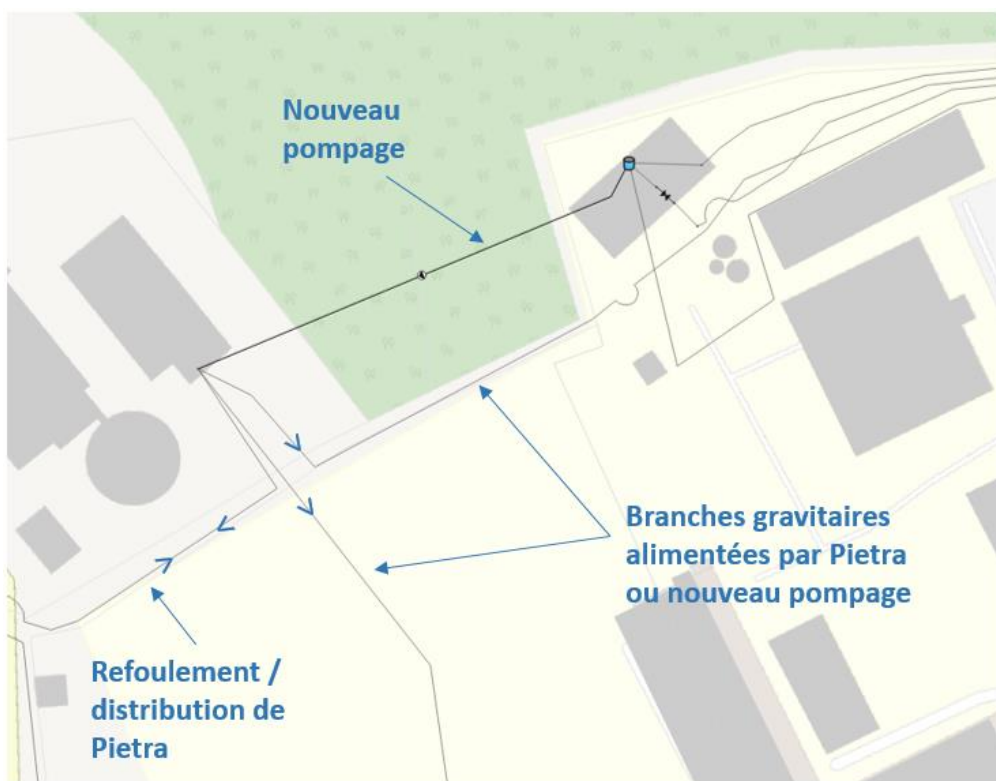 Nouveau
pompage
Branches gravitaires
alimentées par Pietra
ou nouveau pompage
Refoulement /
distribution de
Pietra